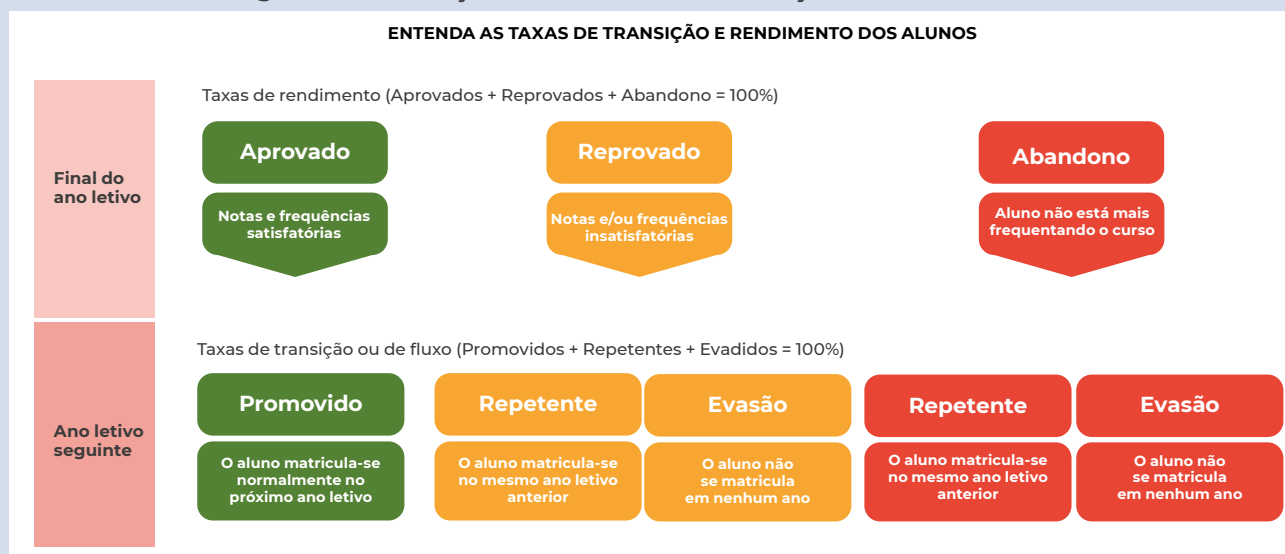 ENTENDA AS TAXAS DE TRANSIÇÃO E RENDIMENTO DOS ALUNOS
Final do
ano letivo
Taxas de rendimento (Aprovados + Reprovados + Abandono = 100%)
Aprovado
Notas e frequências
satisfatórias
Reprovado
Notas e/ou frequências
insatisfatórias
Abandono
Aluno não está mais
frequentando o curso
Ano letivo
seguinte
Taxas de transição ou de fluxo (Promovidos + Repetentes + Evadidos = 100%)
Promovido
O aluno matricula-se
normalmente no
próximo ano letivo
Repetente
O aluno matricula-se
no mesmo ano letivo
anterior
Evasão
O aluno não
se matricula
em nenhum ano
Repetente
O aluno matricula-se
no mesmo ano letivo
anterior
Evasão
O aluno não
se matricula
em nenhum ano